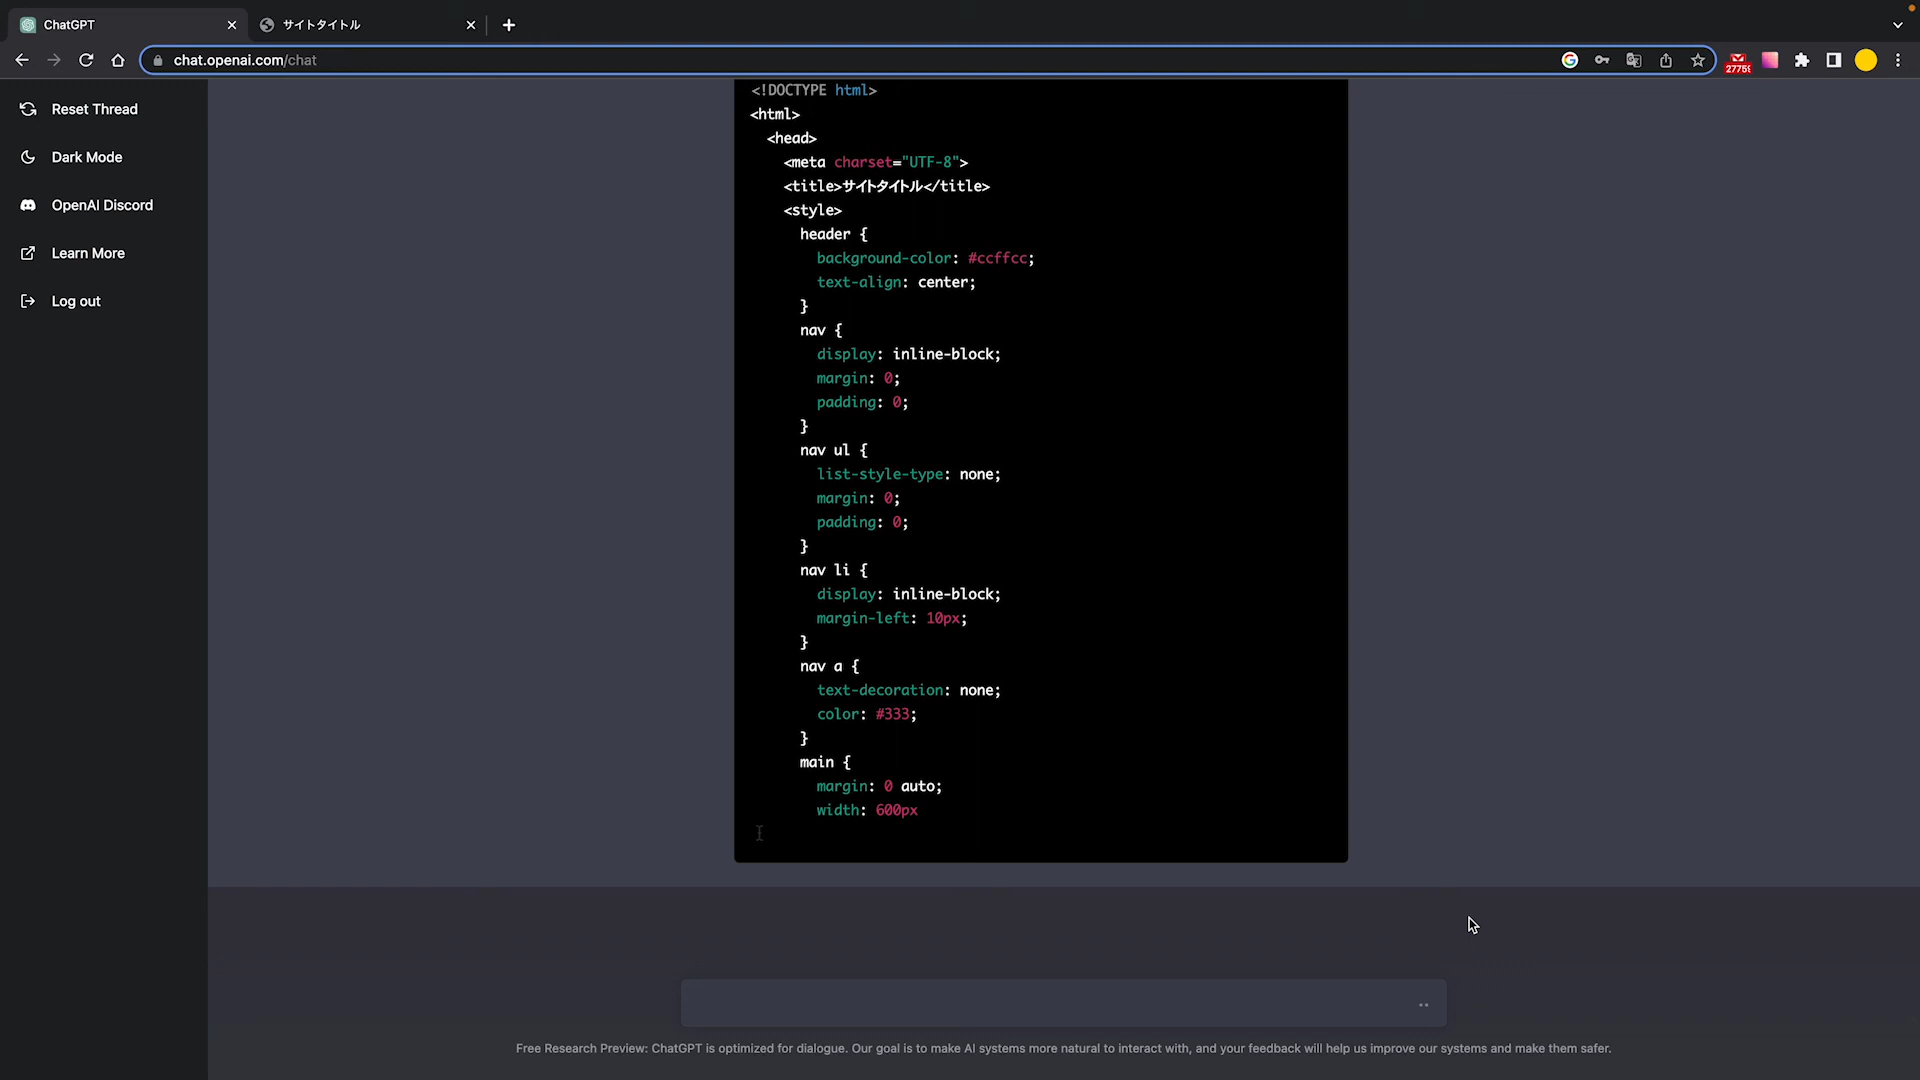 ChatGPT
サイトタイトル
chat.openai.com/chat
27759
Reset Thread
Dark Mode
OpenAI Discord
Learn More
Log out
<!DOCTYPE html>
<html>
<head>
<meta charset="UTF-8">
<title>サイトタイトル</title>
<style>
header {
background-color: #ccffcc;
text-align: center;
}
nav {
display: inline-block;
margin: 0;
padding: 0;
}
nav ul {
list-style-type: none;
margin: 0;
padding: 0;
}
nav li {
display: inline-block;
margin-left: 10px;
}
nav a {
text-decoration: none;
color: #333;
}
main {
margin: 0 auto;
width: 600px
Free Research Preview: ChatGPT is optimized for dialogue. Our goal is to make AI systems more natural to interact with, and your feedback will help us improve our systems and make them safer.